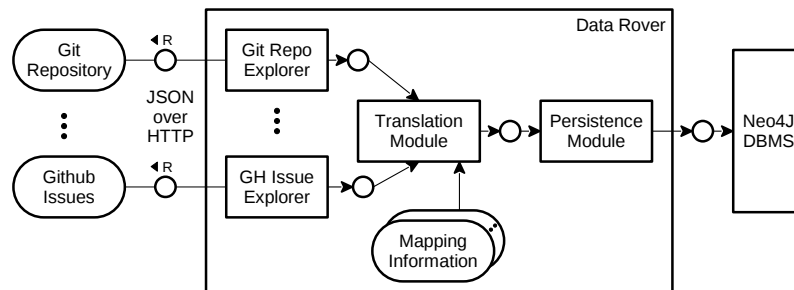 Data Rover
R
Git
Repository
Git Repo
Explorer
JSON
over
HTTP
Translation
Module
Persistence
Module
Neo4J
DBMS
R
Github
Issues
GH Issue
Explorer
Mapping
Information